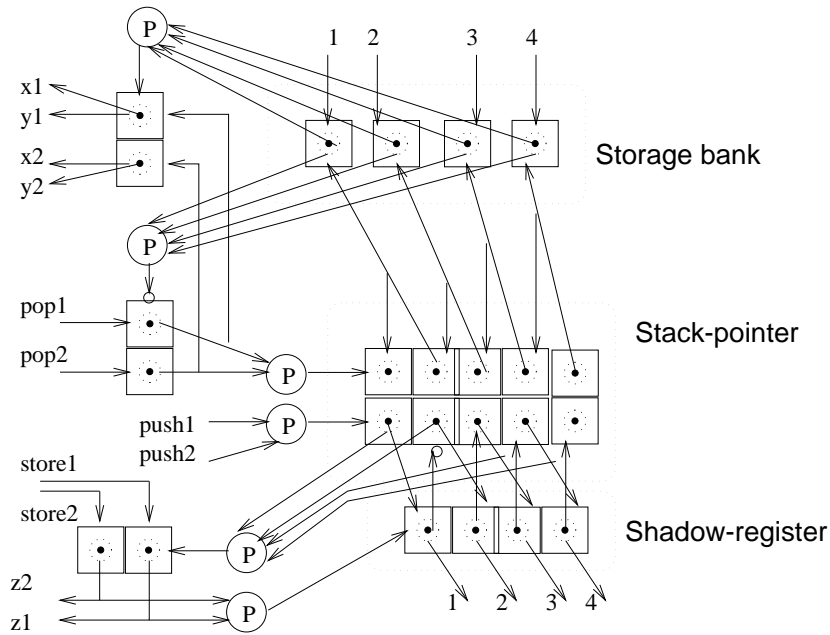 P
1 2 3 4
x1
y1
x2
y2
Storage bank
P
pop1
pop2
Stack-pointer
P
push1
push2
P
store1
store2
Shadow-register
P
z2
z1
P
1 2 3 4